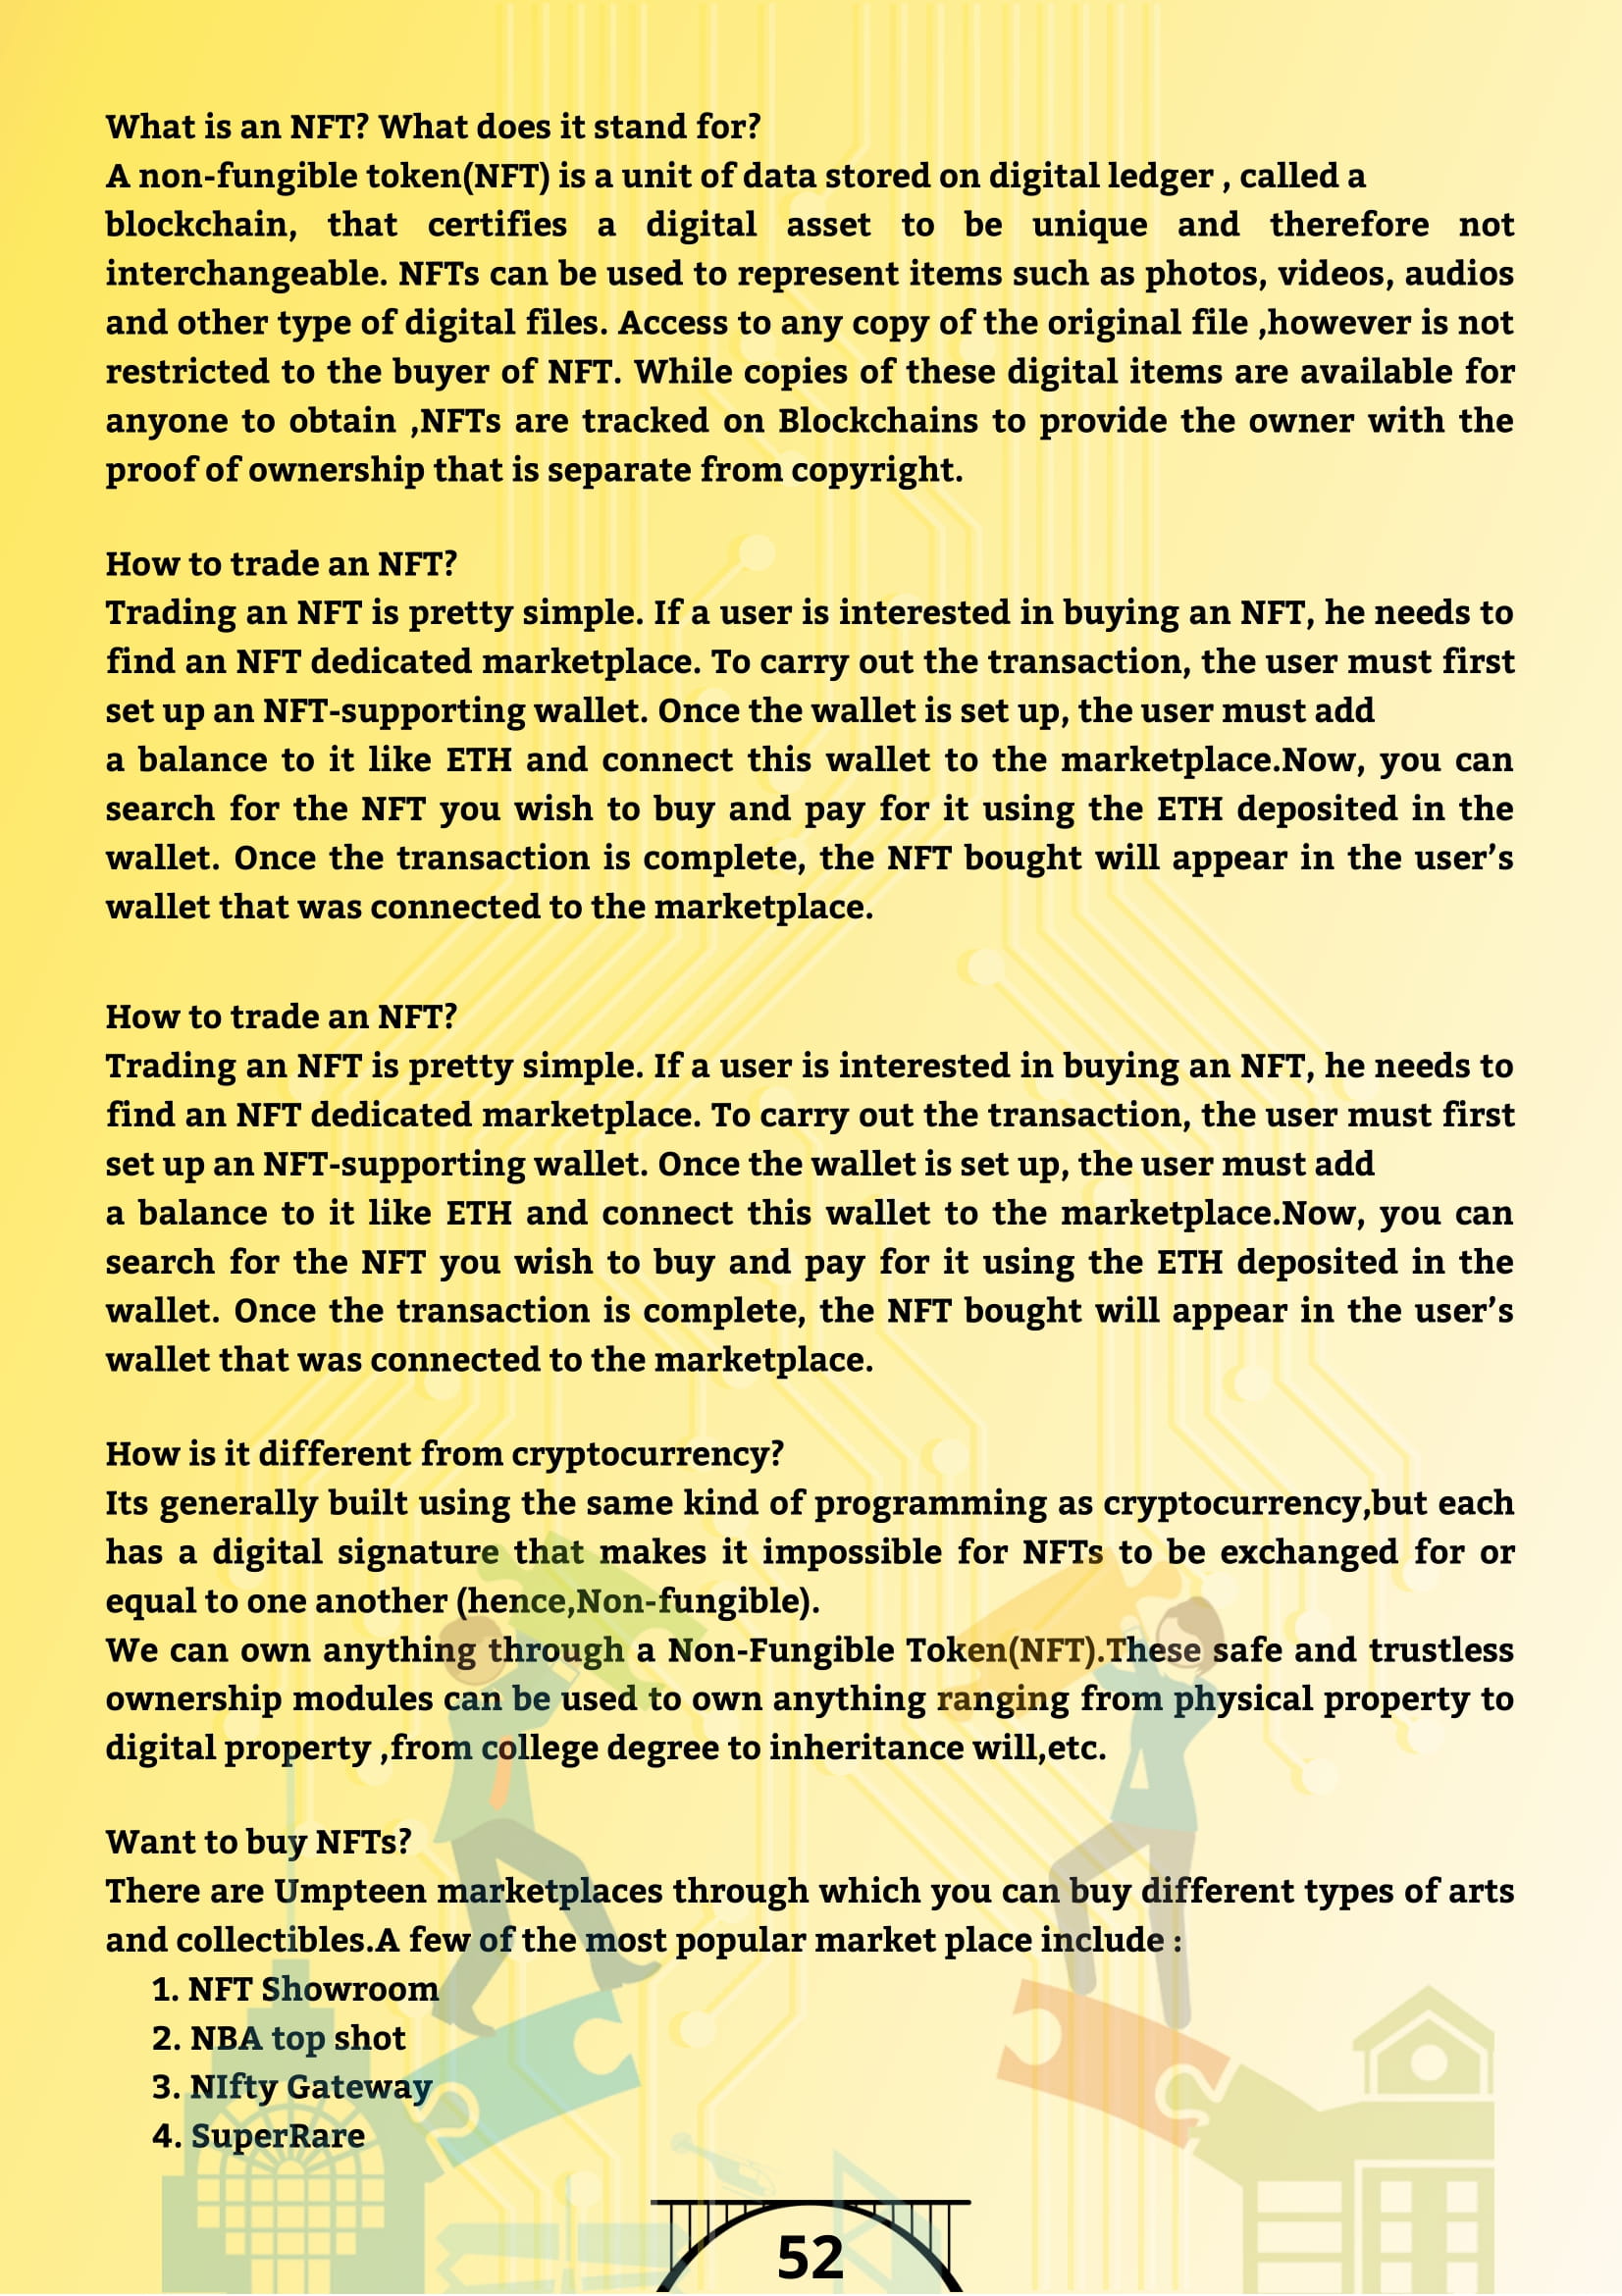 What is an NFT? What does it stand for?
A non-fungible token(NFT) is a unit of data stored on digital ledger , called a
blockchain, that certifies a digital asset to be unique and therefore not
interchangeable. NFTs can be used to represent items such as photos, videos, audios
and other type of digital files. Access to any copy of the original file ,however is not
restricted to the buyer of NFT. While copies of these digital items are available for
anyone to obtain ,NFTs are tracked on Blockchains to provide the owner with the
proof of ownership that is separate from copyright.
How to trade an NFT?
Trading an NFT is pretty simple. If a user is interested in buying an NFT, he needs to
find an NFT dedicated marketplace. To carry out the transaction, the user must first
set up an NFT-supporting wallet. Once the wallet is set up, the user must add
a balance to it like ETH and connect this wallet to the marketplace.Now, you can
search for the NFT you wish to buy and pay for it using the ETH deposited in the
wallet. Once the transaction is complete, the NFT bought will appear in the user’s
wallet that was connected to the marketplace.
How to trade an NFT?
Trading an NFT is pretty simple. If a user is interested in buying an NFT, he needs to
find an NFT dedicated marketplace. To carry out the transaction, the user must first
set up an NFT-supporting wallet. Once the wallet is set up, the user must add
a balance to it like ETH and connect this wallet to the marketplace.Now, you can
search for the NFT you wish to buy and pay for it using the ETH deposited in the
wallet. Once the transaction is complete, the NFT bought will appear in the user’s
wallet that was connected to the marketplace.
How is it different from cryptocurrency?
Its generally built using the same kind of programming as cryptocurrency,but each
has a digital signature that makes it impossible for NFTs to be exchanged for or
equal to one another (hence,Non-fungible).
We can own anything through a Non-Fungible Token(NFT).These safe and trustless
ownership modules can be used to own anything ranging from physical property to
digital property ,from college degree to inheritance will,etc.
Want to buy NFTs?
There are Umpteen marketplaces through which you can buy different types of arts
and collectibles.A few of the most popular market place include :
1. NFT Showroom
2. NBA top shot
3. NIfty Gateway
4. SuperRare
52